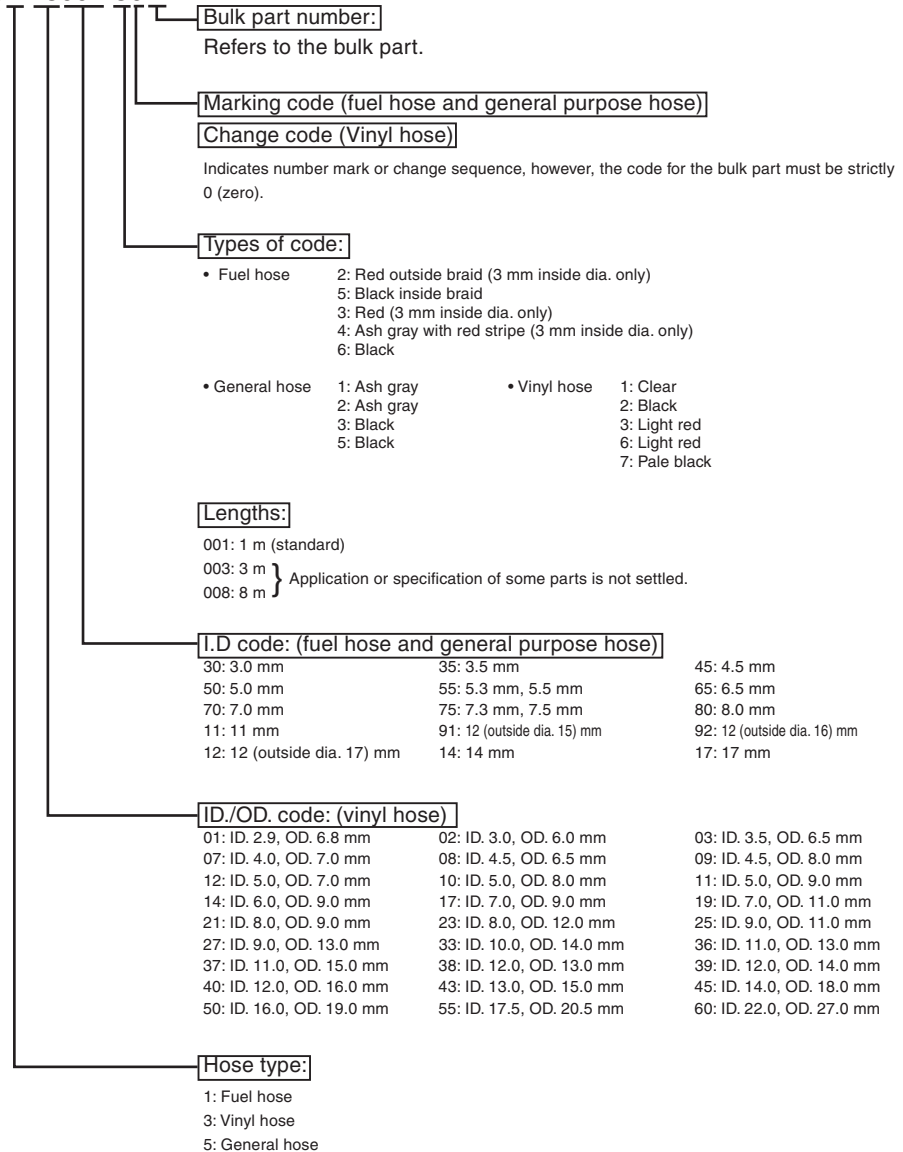 Bulk part number:
Refers to the bulk part.
Marking code (fuel hose and general purpose hose)
Change code (Vinyl hose)
Indicates number mark or change sequence, however, the code for the bulk part must be strictly
0 (zero).
Types of code:
• Fuel hose 2: Red outside braid (3 mm inside dia. only)
5: Black inside braid
3: Red (3 mm inside dia. only)
4: Ash gray with red stripe (3 mm inside dia. only)
6: Black
• General hose 1: Ash gray • Vinyl hose 1: Clear
2: Ash gray 2: Black
3: Black 3: Light red
5: Black 6: Light red
7: Pale black
Lengths:
001: 1 m (standard)
003: 3 m
} Application or specification of some parts is not settled.
008: 8 m
I.D code: (fuel hose and general purpose hose)
30: 3.0 mm 35: 3.5 mm 45: 4.5 mm
50: 5.0 mm 55: 5.3 mm, 5.5 mm 65: 6.5 mm
70: 7.0 mm 75: 7.3 mm, 7.5 mm 80: 8.0 mm
11: 11 mm 91: 12 (outside dia. 15) mm 92: 12 (outside dia. 16) mm
12: 12 (outside dia. 17) mm 14: 14 mm 17: 17 mm
ID./OD. code: (vinyl hose)
01: ID. 2.9, OD. 6.8 mm 02: ID. 3.0, OD. 6.0 mm 03: ID. 3.5, OD. 6.5 mm
07: ID. 4.0, OD. 7.0 mm 08: ID. 4.5, OD. 6.5 mm 09: ID. 4.5, OD. 8.0 mm
12: ID. 5.0, OD. 7.0 mm 10: ID. 5.0, OD. 8.0 mm 11: ID. 5.0, OD. 9.0 mm
14: ID. 6.0, OD. 9.0 mm 17: ID. 7.0, OD. 9.0 mm 19: ID. 7.0, OD. 11.0 mm
21: ID. 8.0, OD. 9.0 mm 23: ID. 8.0, OD. 12.0 mm 25: ID. 9.0, OD. 11.0 mm
27: ID. 9.0, OD. 13.0 mm 33: ID. 10.0, OD. 14.0 mm 36: ID. 11.0, OD. 13.0 mm
37: ID. 11.0, OD. 15.0 mm 38: ID. 12.0, OD. 13.0 mm 39: ID. 12.0, OD. 14.0 mm
40: ID. 12.0, OD. 16.0 mm 43: ID. 13.0, OD. 15.0 mm 45: ID. 14.0, OD. 18.0 mm
50: ID. 16.0, OD. 19.0 mm 55: ID. 17.5, OD. 20.5 mm 60: ID. 22.0, OD. 27.0 mm
Hose type:
1: Fuel hose
3: Vinyl hose
5: General hose